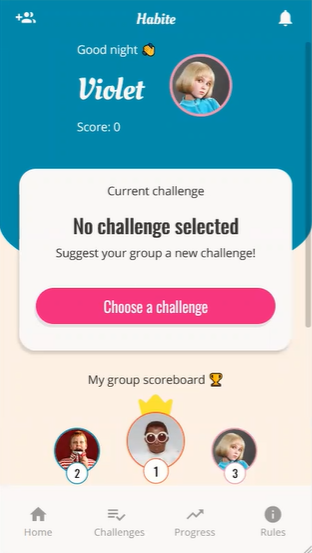 Habite
Good night 👋
Violet
Score: 0
Current challenge
No challenge selected
Suggest your group a new challenge!
Choose a challenge
My group scoreboard 🏆
2
1
3
Home
Challenges
Progress
Rules